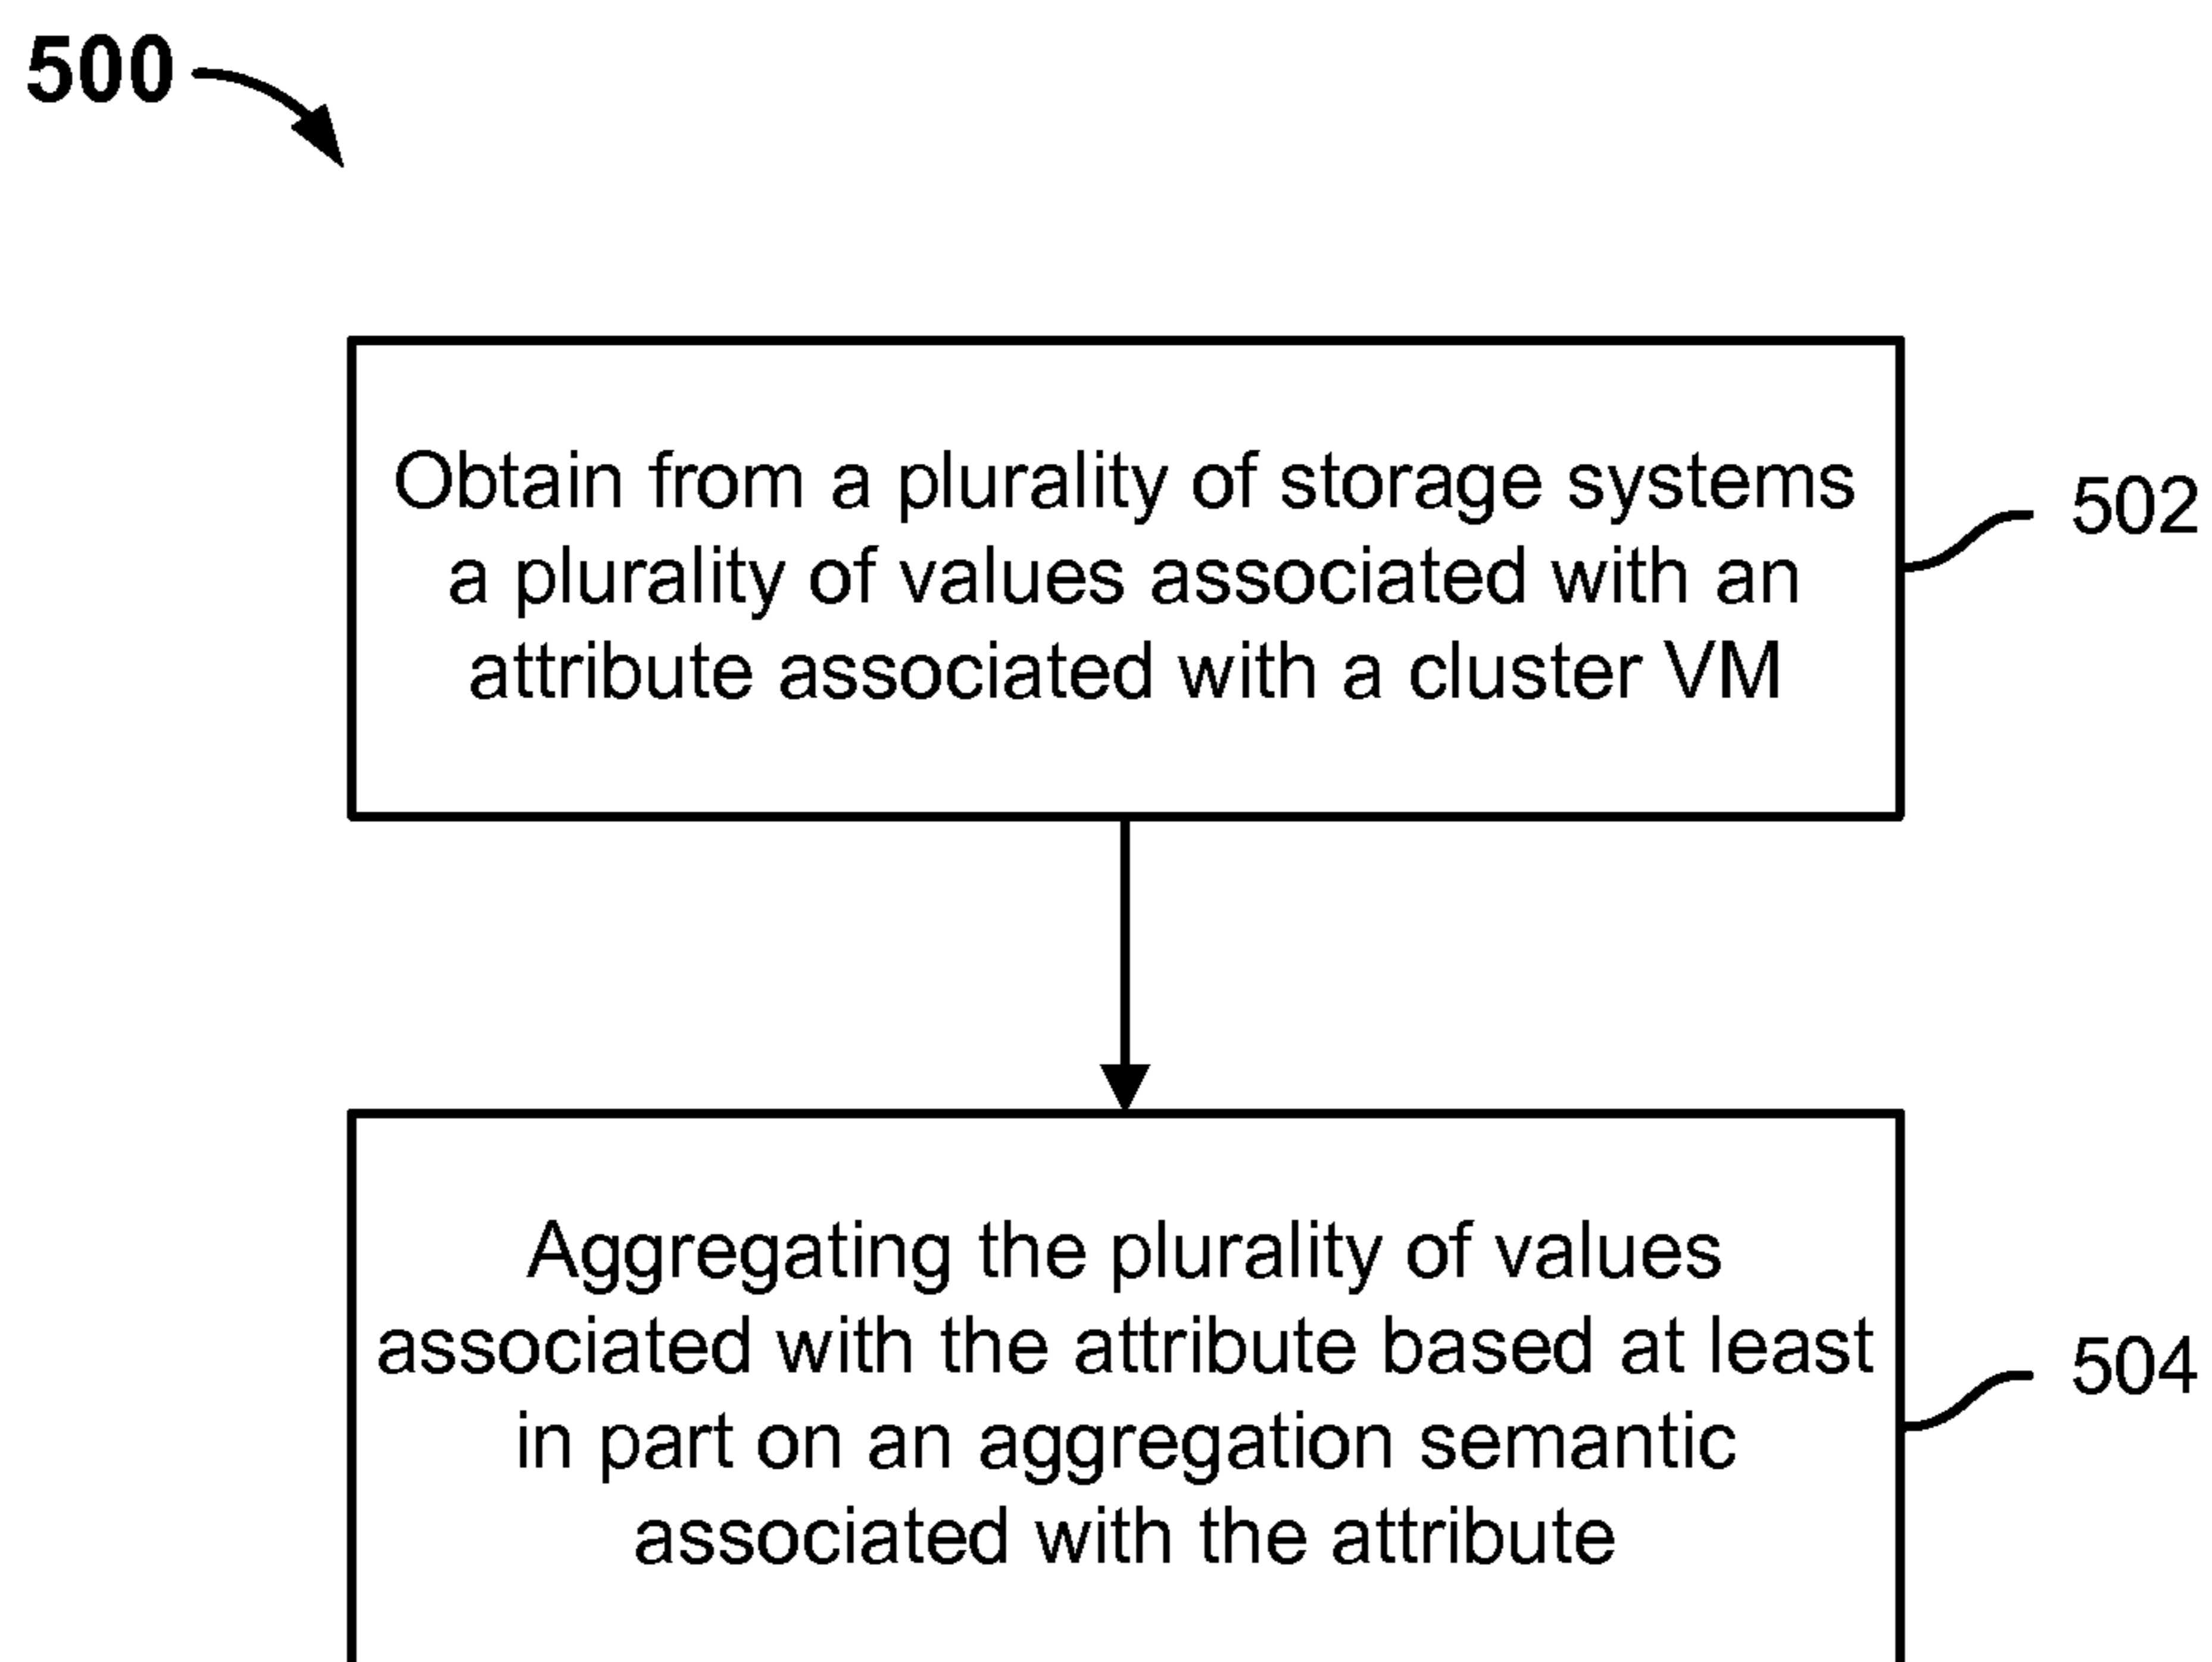 500
Obtain from a plurality of storage systems
a plurality of values associated with an
attribute associated with a cluster VM
502
Aggregating the plurality of values
associated with the attribute based at least
in part on an aggregation semantic
associated with the attribute
504